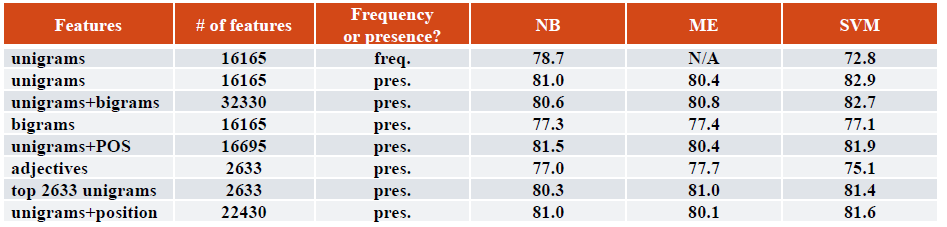 Features # of features Frequency or presence? NB ME SVM
unigrams 16165 freq. 78.7 N/A 72.8
unigrams 16165 pres. 81.0 80.4 82.9
unigrams+bigrams 32330 pres. 80.6 80.8 82.7
bigrams 16165 pres. 77.3 77.4 77.1
unigrams+POS 16695 pres. 81.5 80.4 81.9
adjectives 2633 pres. 77.0 77.7 75.1
top 2633 unigrams 2633 pres. 80.3 81.0 81.4
unigrams+position 22430 pres. 81.0 80.1 81.6